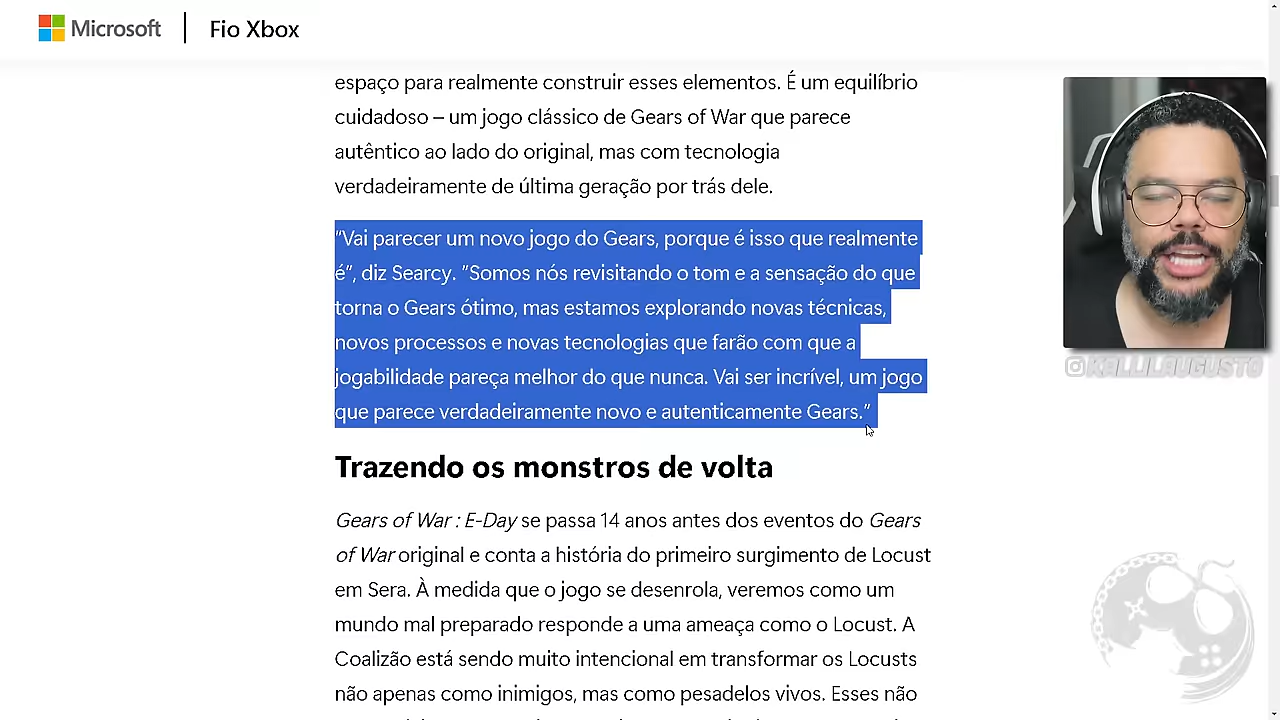 Microsoft | Fio Xbox
espaço para realmente construir esses elementos. É um equilíbrio
cuidadoso – um jogo clássico de Gears of War que parece
autêntico ao lado do original, mas com tecnologia
verdadeiramente de última geração por trás dele.
"Vai parecer um novo jogo do Gears, porque é isso que realmente
é", diz Searcy. "Somos nós revisitando o tom e a sensação do que
torna o Gears ótimo, mas estamos explorando novas técnicas,
novos processos e novas tecnologias que farão com que a
jogabilidade pareça melhor do que nunca. Vai ser incrível, um jogo
que parece verdadeiramente novo e autenticamente Gears."
@KALLILAUGUSTO
Trazendo os monstros de volta
Gears of War : E-Day se passa 14 anos antes dos eventos do Gears
of War original e conta a história do primeiro surgimento de Locust
em Sera. À medida que o jogo se desenrola, veremos como um
mundo mal preparado responde a uma ameaça como o Locust. A
Coalizão está sendo muito intencional em transformar os Locusts
não apenas como inimigos, mas como pesadelos vivos. Esses não